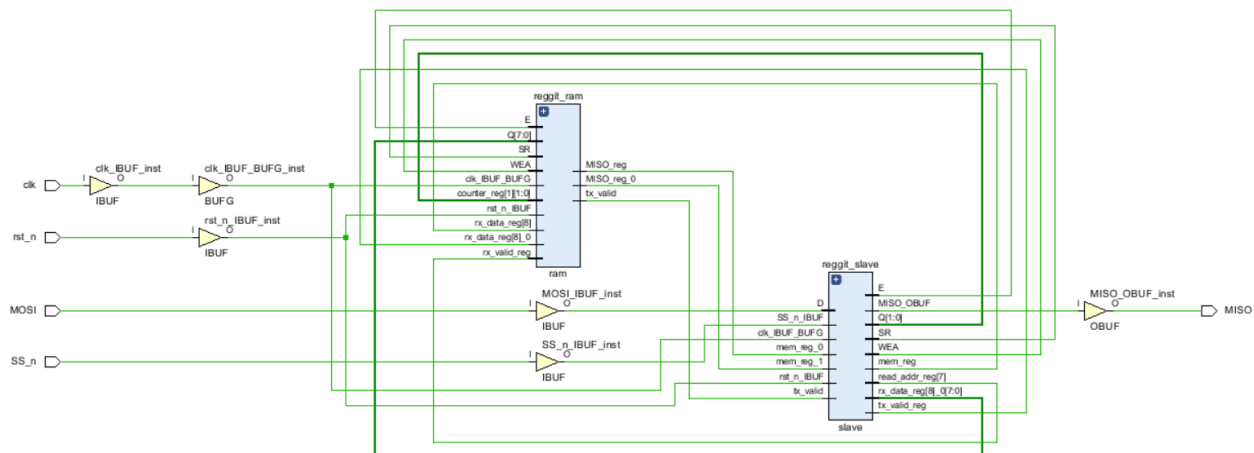 reggit_ram
E
Q[7:0]
SR
WEA
clk_IBUF_BUFG
counter_reg[1][1:0]
rst_n_IBUF
rx_data_reg[8]
rx_data_reg[8]_0
rx_valid_reg
MISO_reg
MISO_reg_0
tx_valid
ram
clk
I
clk_IBUF_inst
O
IBUF
I
clk_IBUF_BUFG_inst
O
BUFG
rst_n
I
rst_n_IBUF_inst
O
IBUF
MOSI
I
MOSI_IBUF_inst
O
IBUF
SS_n
I
SS_n_IBUF_inst
O
IBUF
reggit_slave
D
SS_n_IBUF
clk_IBUF_BUFG
mem_reg_0
mem_reg_1
rst_n_IBUF
tx_valid
E
MISO_OBUF
Q[1:0]
SR
WEA
mem_reg
read_addr_reg[7]
rx_data_reg[8]_0[7:0]
tx_valid_reg
slave
I
MISO_OBUF_inst
O
OBUF
MISO